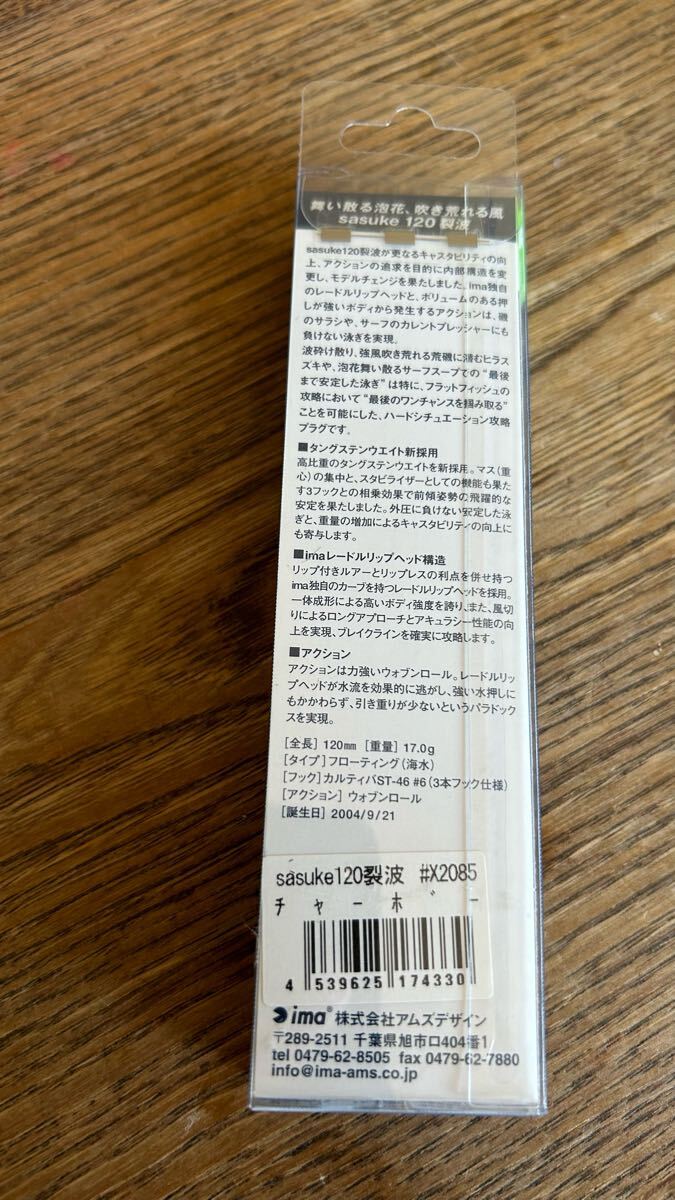 舞い散る泡花、吹き荒れる風
sasuke 120 裂波
sasuke120裂波が更なるキャスタビリティの向
上、アクションの追求を目的に内部構造を変
更し、モデルチェンジを果たしました。ima独自
のレードルリップヘッドと、ボリュームのある押
しが強いボディから発生するアクションは、磯
のサラシや、サーフのカレントプレッシャーにも
負けない泳ぎを実現。
波砕け散り、強風吹き荒れる荒磯に潜むヒラス
ズキや、泡花舞い散るサーフスープでの“最後
まで安定した泳ぎ”は特に、フラットフィッシュの
攻略において“最後のワンチャンスを掴み取る”
ことを可能にした、ハードシチュエーション攻略
プラグです。
■タングステンウエイト新採用
高比重のタングステンウエイトを新採用。マス(重
心)の集中と、スタビライザーとしての機能も果た
す3フックとの相乗効果で前傾姿勢の飛躍的な
安定を果たしました。外圧に負けない安定した泳
ぎと、重量の増加によるキャスタビリティの向上に
も寄与します。
■imaレードルリップヘッド構造
リップ付きルアーとリップレスの利点を併せ持つ
ima独自のカーブを持つレードルリップヘッドを採用。
一体成形による高いボディ強度を誇り、また、風切
りによるロングアプローチとアキュラシー性能の向
上を実現、ブレイクラインを確実に攻略します。
■アクション
アクションは力強いウォブンロール。レードルリッ
プヘッドが水流を効果的に逃がし、強い水押しに
もかかわらず、引き重りが少ないというパラドック
スを実現。
[全長] 120mm [重量] 17.0g
[タイプ] フローティング(海水)
[フック] カルティバST-46 #6(3本フック仕様)
[アクション] ウォブンロール
[誕生日] 2004/9/21
sasuke120裂波 #X2085
チャーホ゛ー
4 539625 174330
ima® 株式会社アムズデザイン
〒289-2511 千葉県旭市ロ404番1
tel 0479-62-8505 fax 0479-62-7880
info@ima-ams.co.jp